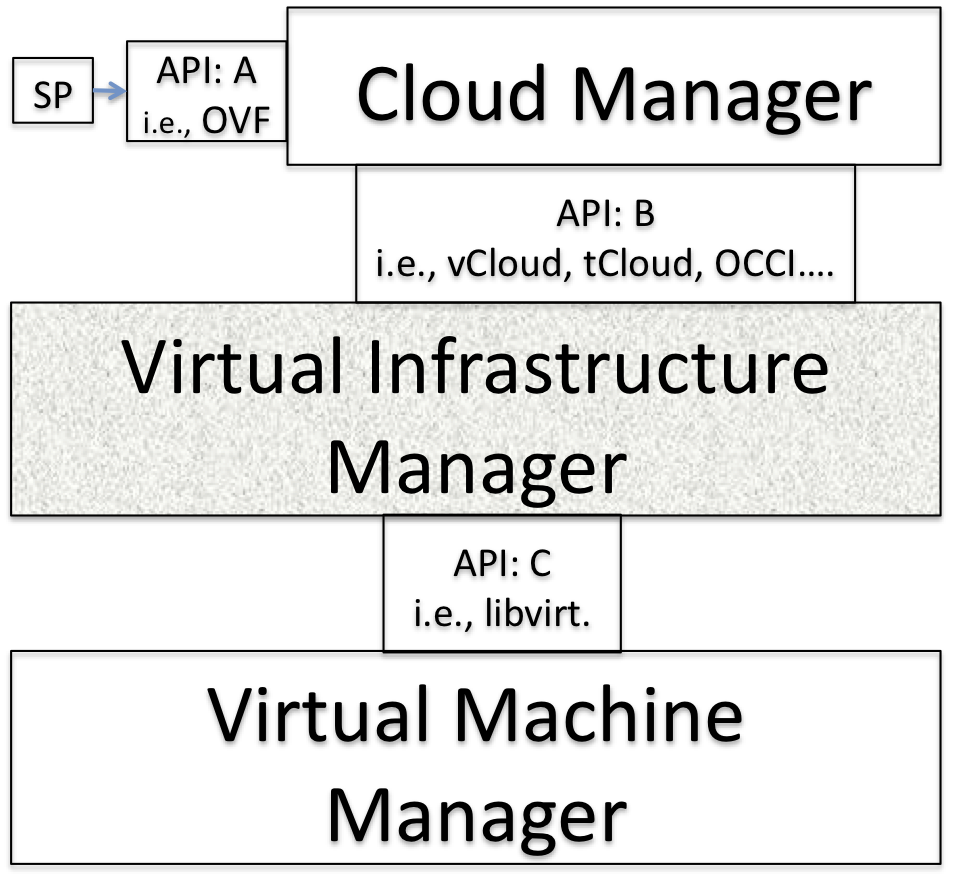 SP
API: A
i.e., OVF
Cloud Manager
API: B
i.e., vCloud, tCloud, OCCI....
Virtual Infrastructure
Manager
API: C
i.e., libvirt.
Virtual Machine
Manager